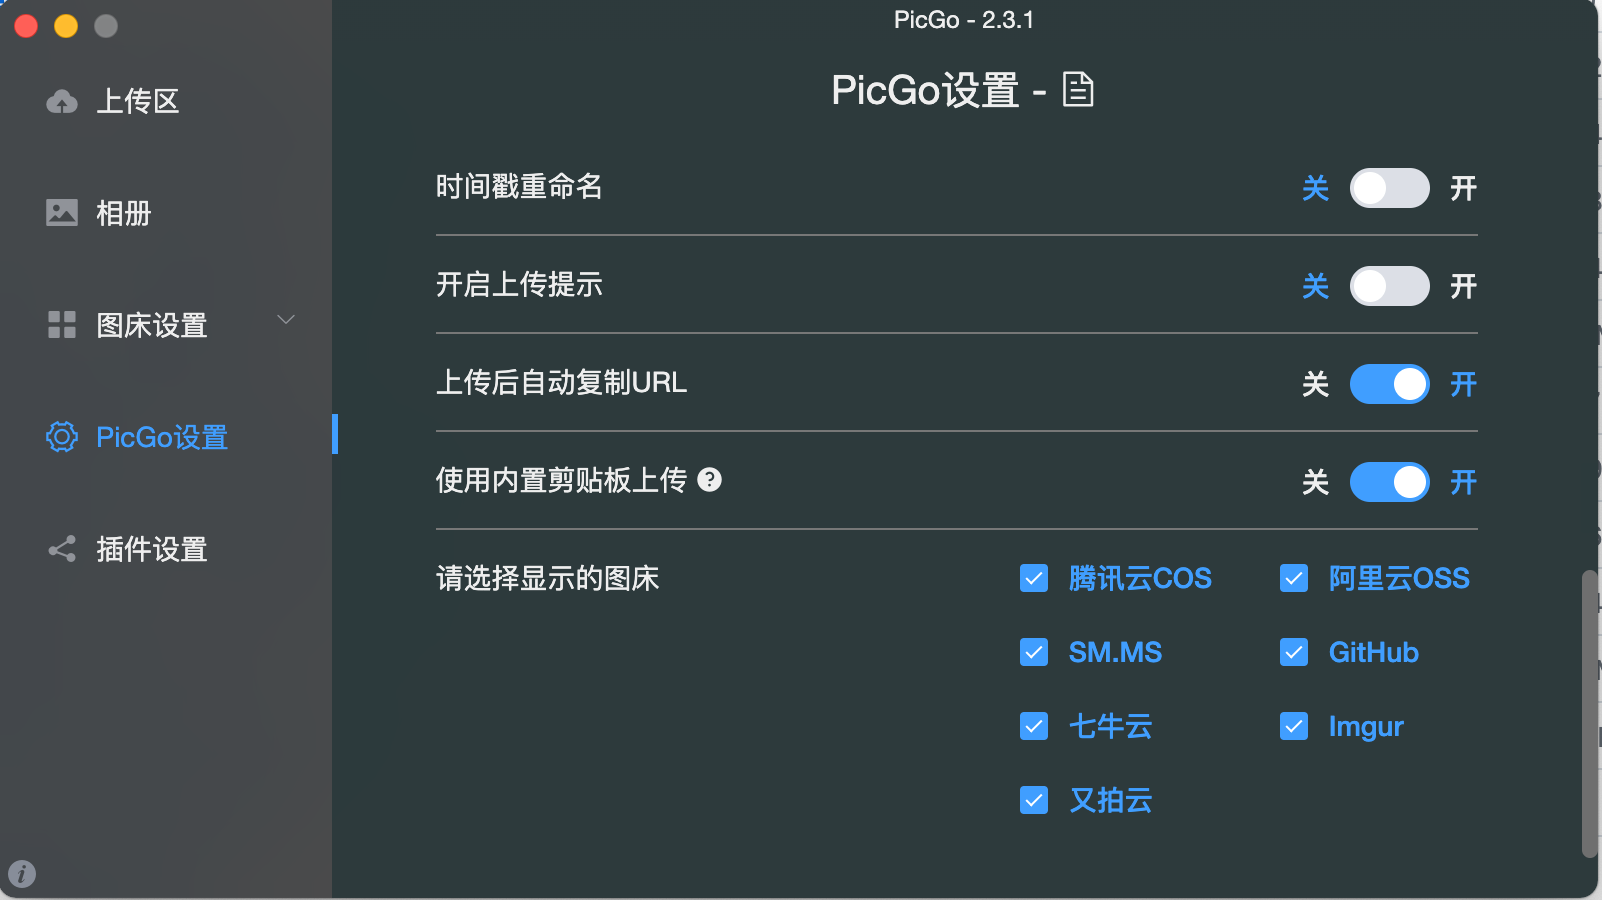 PicGo - 2.3.1
上传区
相册
图床设置
PicGo设置
插件设置
PicGo设置 -
时间戳重命名 关 开
开启上传提示 关 开
上传后自动复制URL 关 开
使用内置剪贴板上传 ? 关 开
请选择显示的图床 腾讯云COS 阿里云OSS
SM.MS GitHub
七牛云 Imgur
又拍云